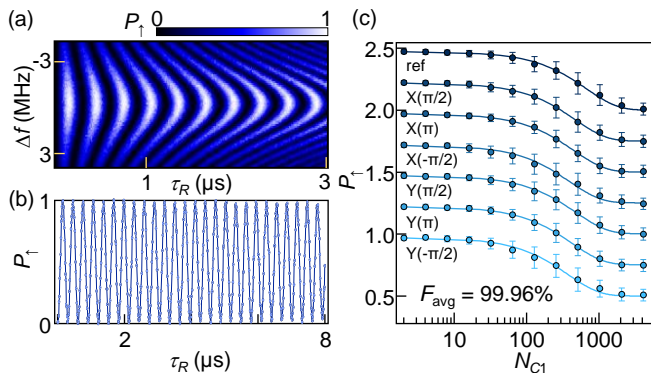 (a)
P↑ 0 1
-3
3
Δf (MHz)
1 3
τR (µs)
(b)
1
0
P↑
2 8
τR (µs)
(c)
2.5
2.0
1.5
1.0
0.5
P↑
ref
X(π/2)
X(π)
X(-π/2)
Y(π/2)
Y(π)
Y(-π/2)
Favg = 99.96%
10 100 1000
NC1